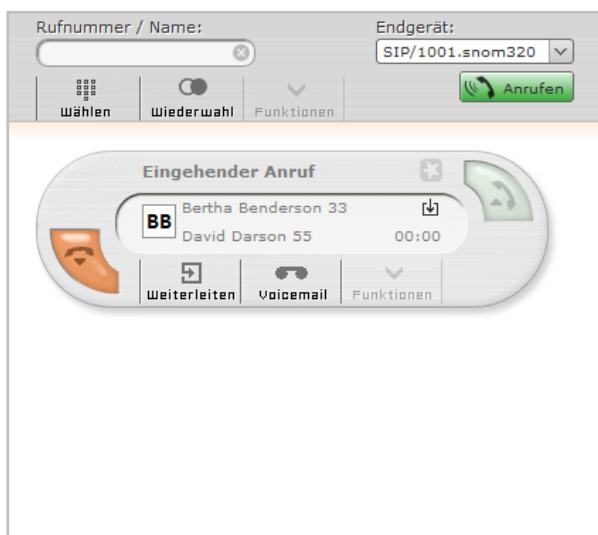 Rufnummer / Name:
Endgerät:
SIP/1001.snom320
Wählen
Wiederwahl
Funktionen
Anrufen
Eingehender Anruf
BB
Bertha Benderson 33
David Darson 55
00:00
Weiterleiten
Voicemail
Funktionen